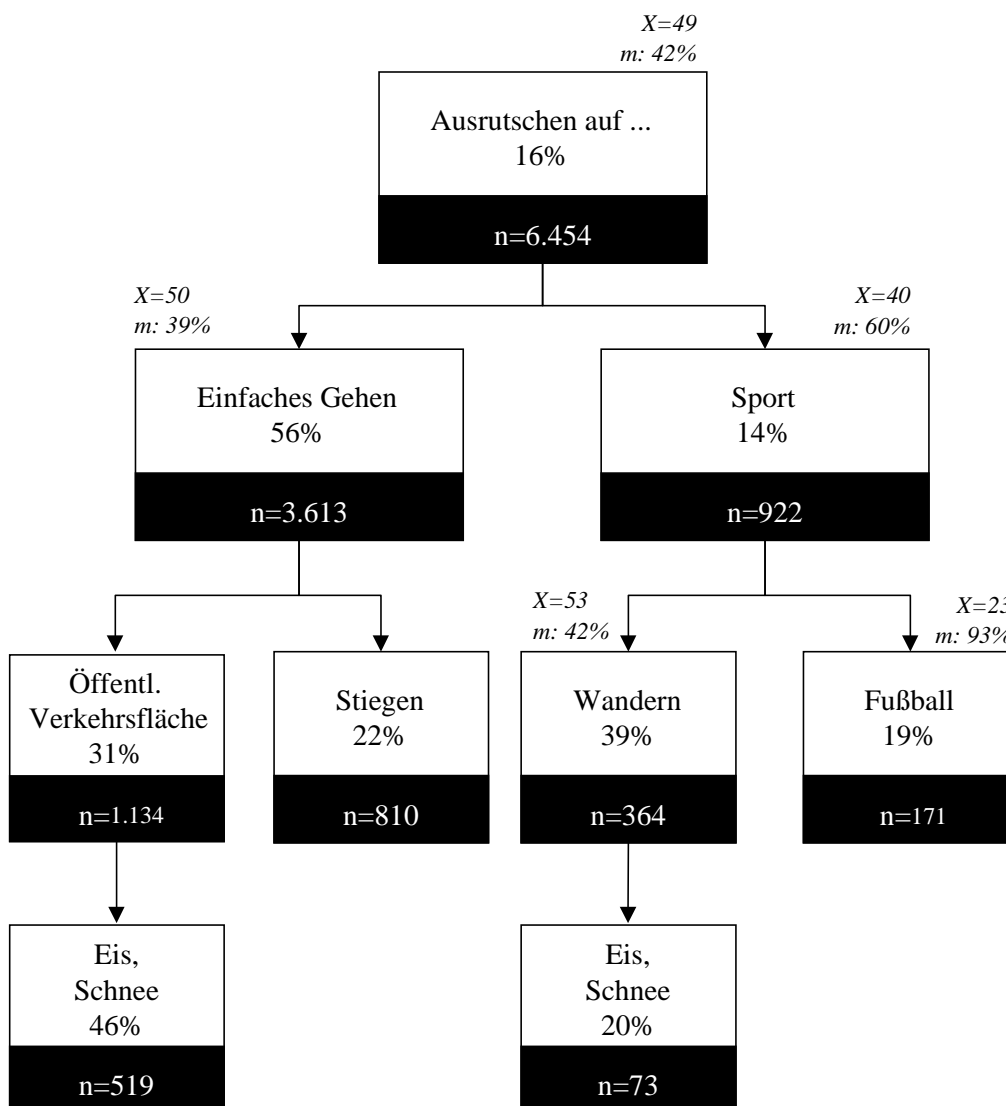 X=49
m: 42%
Ausrutschen auf ...
16%
n=6.454
X=50
m: 39%
Einfaches Gehen
56%
n=3.613
X=40
m: 60%
Sport
14%
n=922
Öffentl.
Verkehrsfläche
31%
n=1.134
Stiegen
22%
n=810
X=53
m: 42%
Wandern
39%
n=364
X=23
m: 93%
Fußball
19%
n=171
Eis,
Schnee
46%
n=519
Eis,
Schnee
20%
n=73